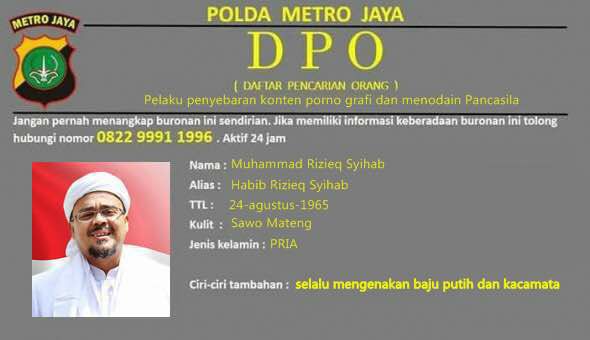 METRO JAYA
POLDA METRO JAYA
DPO
( DAFTAR PENCARIAN ORANG )
Pelaku penyebaran konten porno grafi dan menodain Pancasila
Jangan pernah menangkap buronan ini sendirian. Jika memiliki informasi keberadaan buronan ini tolong
hubungi nomor 0822 9991 1996 . Aktif 24 jam
Nama : Muhammad Rizieq Syihab
Alias : Habib Rizieq Syihab
TTL : 24-agustus-1965
Kulit : Sawo Mateng
Jenis kelamin : PRIA
Ciri-ciri tambahan : selalu mengenakan baju putih dan kacamata